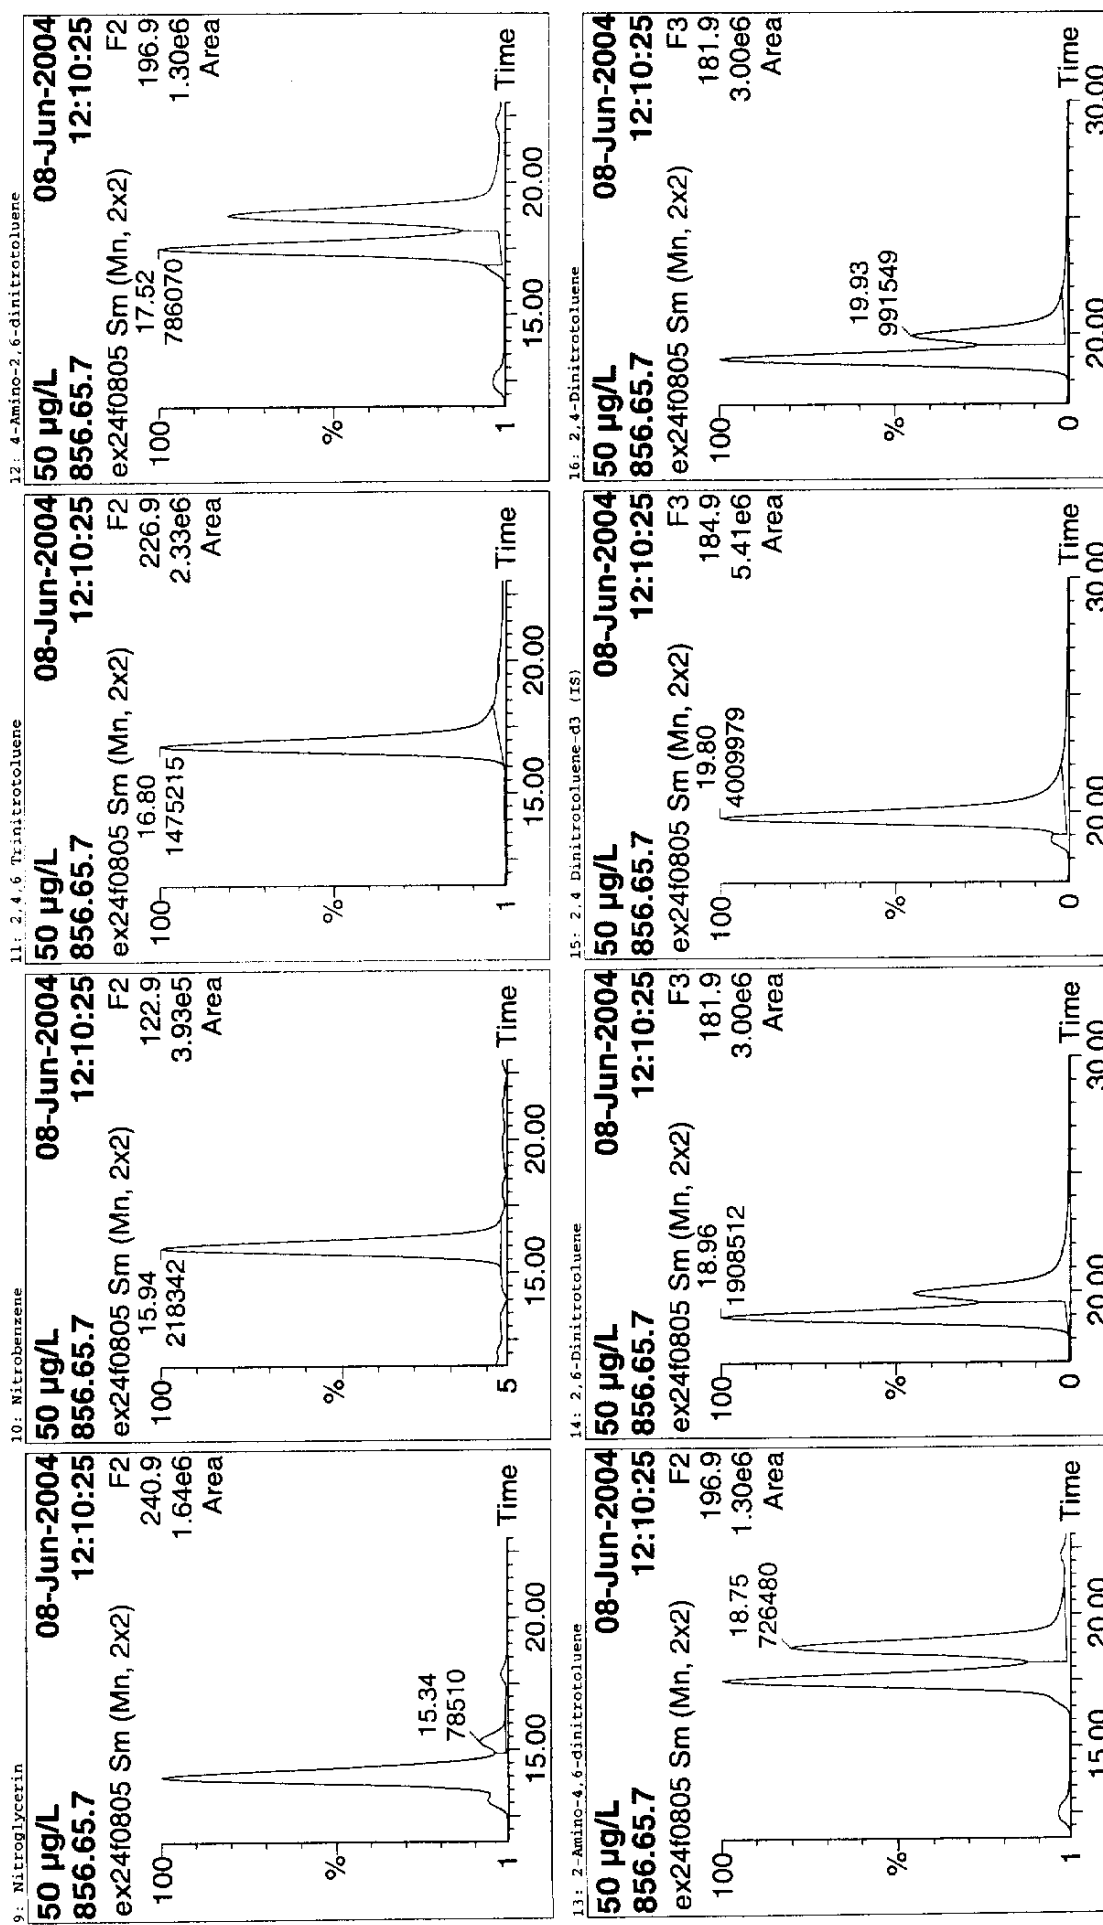 9: Nitroglycerin
50 µg/L 08-Jun-2004
856.65.7 12:10:25
ex24f0805 Sm (Mn, 2x2) F2
240.9
1.64e6
Area
100
%
1
15.34
78510
15.00 20.00 Time
10: Nitrobenzene
50 µg/L 08-Jun-2004
856.65.7 12:10:25
ex24f0805 Sm (Mn, 2x2) F2
122.9
3.93e5
Area
15.94
218342
100
%
5
15.00 20.00 Time
11: 2,4,6 Trinitrotoluene
50 µg/L 08-Jun-2004
856.65.7 12:10:25
ex24f0805 Sm (Mn, 2x2) F2
226.9
2.33e6
Area
16.80
1475215
100
%
1
15.00 20.00 Time
12: 4-Amino-2,6-dinitrotoluene
50 µg/L 08-Jun-2004
856.65.7 12:10:25
ex24f0805 Sm (Mn, 2x2) F2
196.9
1.30e6
Area
17.52
786070
100
%
1
15.00 20.00 Time
13: 2-Amino-4,6-dinitrotoluene
50 µg/L 08-Jun-2004
856.65.7 12:10:25
ex24f0805 Sm (Mn, 2x2) F2
196.9
1.30e6
Area
18.75
726480
100
%
1
15.00 20.00 Time
14: 2,6-Dinitrotoluene
50 µg/L 08-Jun-2004
856.65.7 12:10:25
ex24f0805 Sm (Mn, 2x2) F3
181.9
3.00e6
Area
18.96
1908512
100
%
0
20.00 30.00 Time
15: 2,4 Dinitrotoluene-d3 (IS)
50 µg/L 08-Jun-2004
856.65.7 12:10:25
ex24f0805 Sm (Mn, 2x2) F3
184.9
5.41e6
Area
19.80
4009979
100
%
0
20.00 30.00 Time
16: 2,4-Dinitrotoluene
50 µg/L 08-Jun-2004
856.65.7 12:10:25
ex24f0805 Sm (Mn, 2x2) F3
181.9
3.00e6
Area
19.93
991549
100
%
0
20.00 30.00 Time